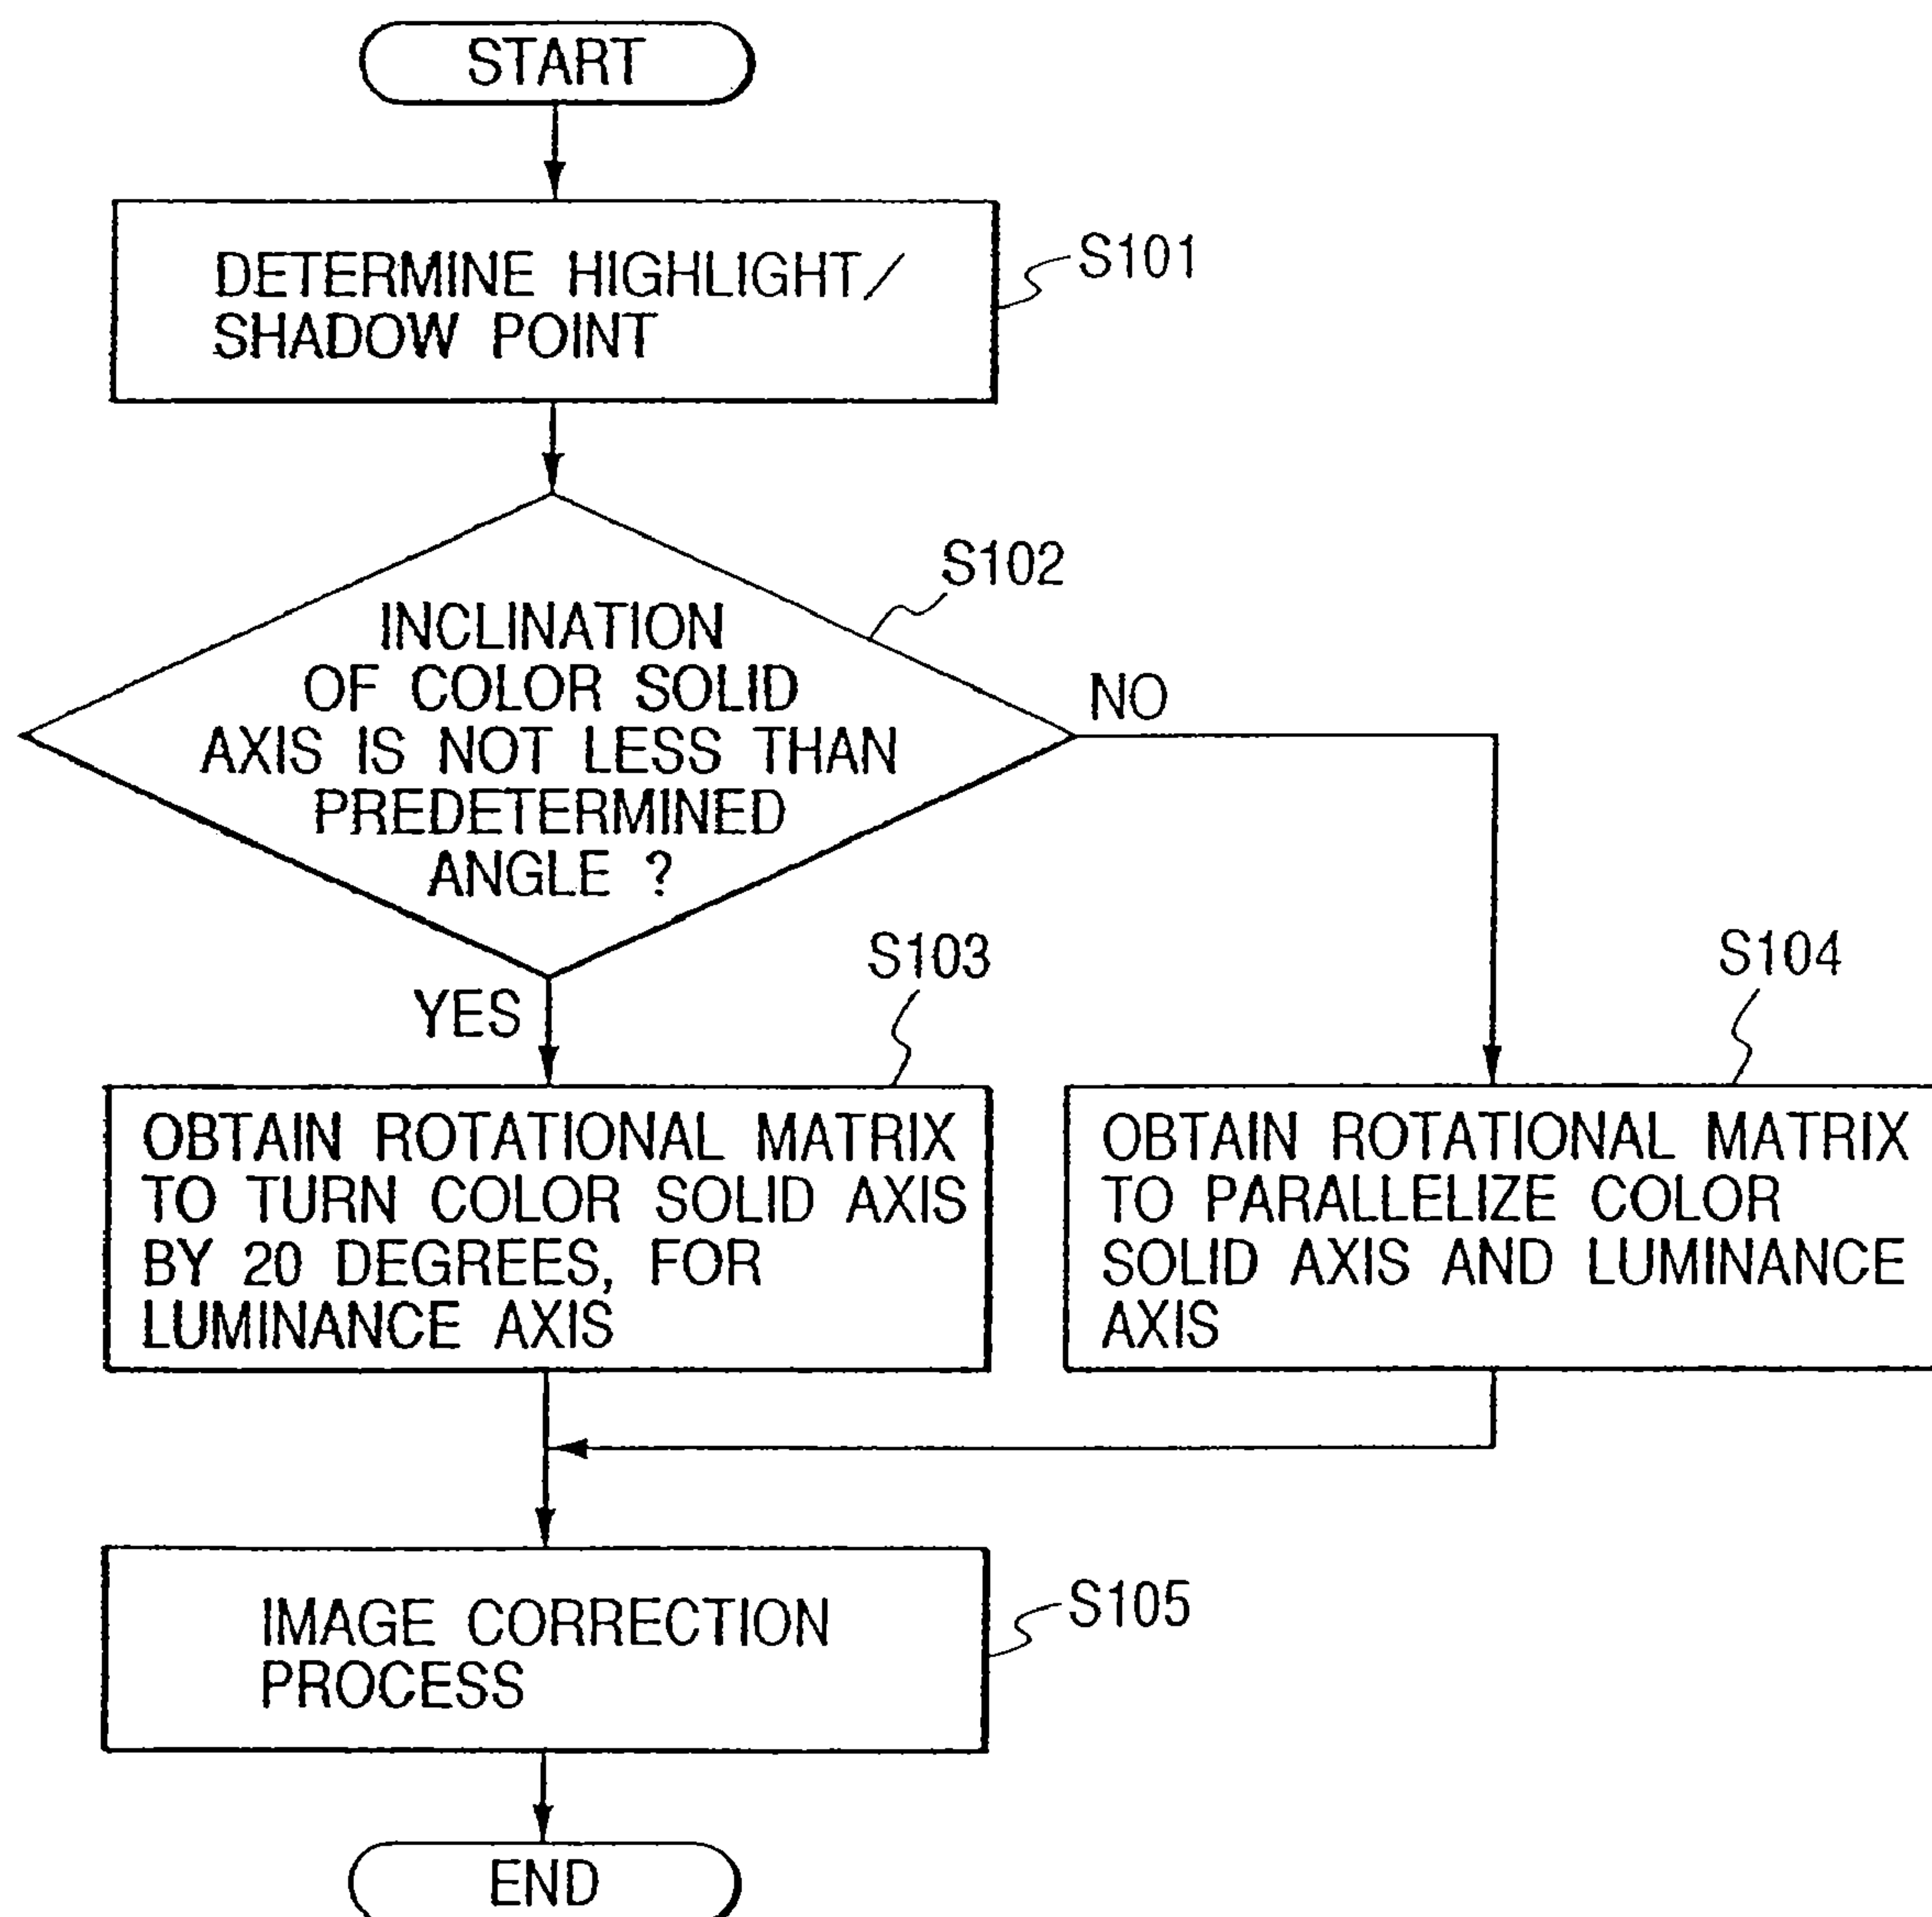 START
DETERMINE HIGHLIGHT/
SHADOW POINT
S101
S102
INCLINATION
OF COLOR SOLID
AXIS IS NOT LESS THAN
PREDETERMINED
ANGLE ?
NO
YES
S103
OBTAIN ROTATIONAL MATRIX
TO TURN COLOR SOLID AXIS
BY 20 DEGREES, FOR
LUMINANCE AXIS
S104
OBTAIN ROTATIONAL MATRIX
TO PARALLELIZE COLOR
SOLID AXIS AND LUMINANCE
AXIS
IMAGE CORRECTION
PROCESS
S105
END